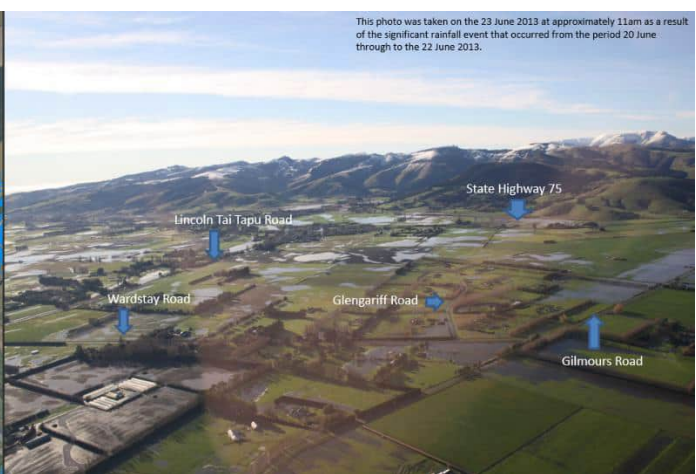 This photo was taken on the 23 June 2013 at approximately 11am as a result
of the significant rainfall event that occurred from the period 20 June
through to the 22 June 2013.
State Highway 75
Lincoln Tai Tapu Road
Wardstay Road
Glengariff Road
Gilmours Road